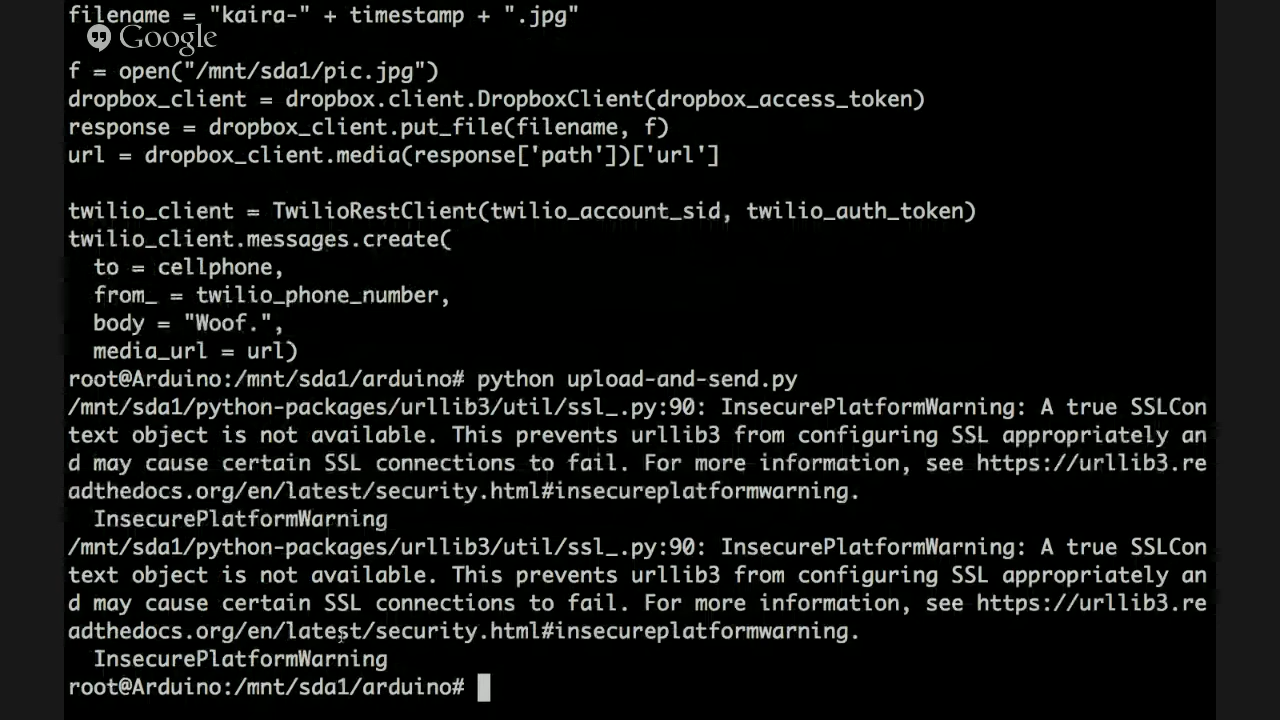 filename = "kaira-" + timestamp + ".jpg"
Google
f = open("/mnt/sda1/pic.jpg")
dropbox_client = dropbox.client.DropboxClient(dropbox_access_token)
response = dropbox_client.put_file(filename, f)
url = dropbox_client.media(response['path'])['url']
twilio_client = TwilioRestClient(twilio_account_sid, twilio_auth_token)
twilio_client.messages.create(
  to = cellphone,
  from_ = twilio_phone_number,
  body = "Woof.",
  media_url = url)
root@Arduino:/mnt/sda1/arduino# python upload-and-send.py
/mnt/sda1/python-packages/urllib3/util/ssl_.py:90: InsecurePlatformWarning: A true SSLCon
text object is not available. This prevents urllib3 from configuring SSL appropriately an
d may cause certain SSL connections to fail. For more information, see https://urllib3.re
adthedocs.org/en/latest/security.html#insecureplatformwarning.
  InsecurePlatformWarning
/mnt/sda1/python-packages/urllib3/util/ssl_.py:90: InsecurePlatformWarning: A true SSLCon
text object is not available. This prevents urllib3 from configuring SSL appropriately an
d may cause certain SSL connections to fail. For more information, see https://urllib3.re
adthedocs.org/en/latest/security.html#insecureplatformwarning.
  InsecurePlatformWarning
root@Arduino:/mnt/sda1/arduino#